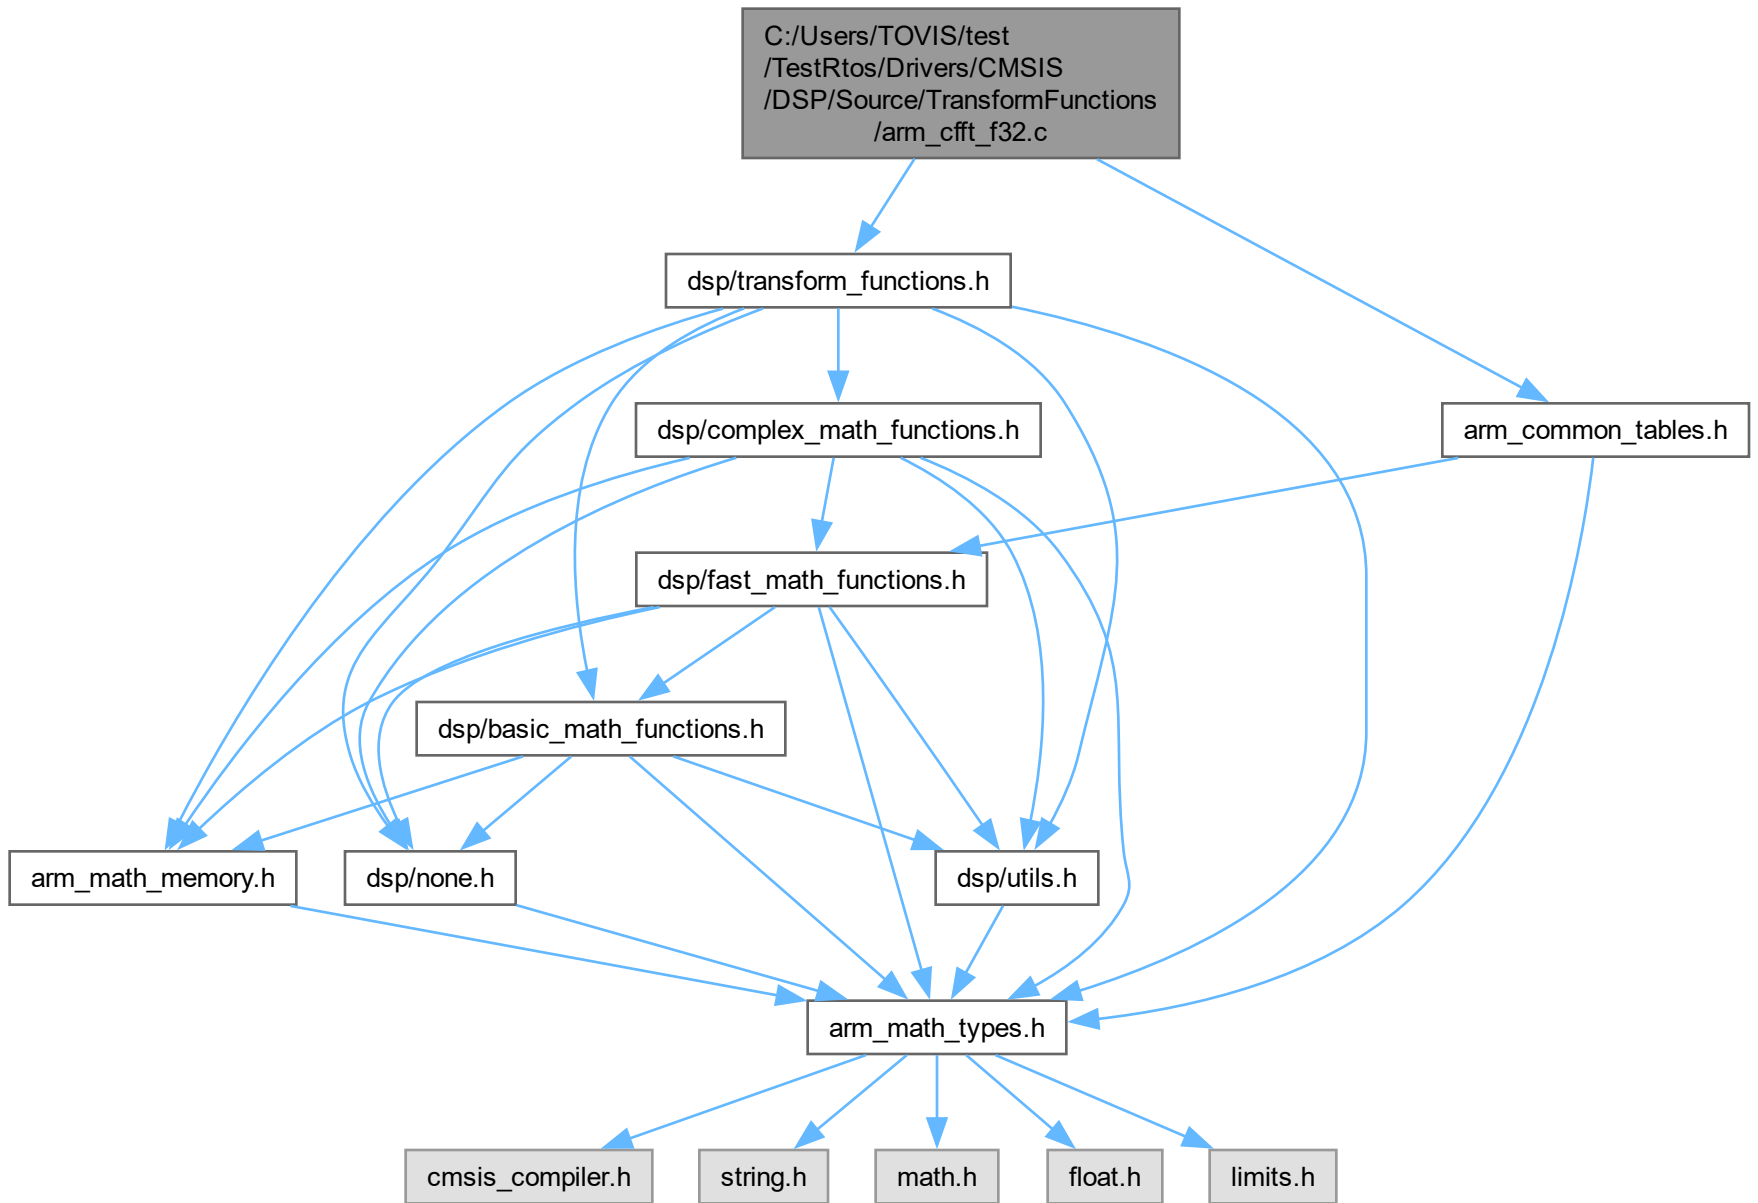 C:/Users/TOVIS/test
/TestRtos/Drivers/CMSIS
/DSP/Source/TransformFunctions
/arm_cfft_f32.c
dsp/transform_functions.h
dsp/complex_math_functions.h
arm_common_tables.h
dsp/fast_math_functions.h
dsp/basic_math_functions.h
arm_math_memory.h
dsp/none.h
dsp/utils.h
arm_math_types.h
cmsis_compiler.h
string.h
math.h
float.h
limits.h